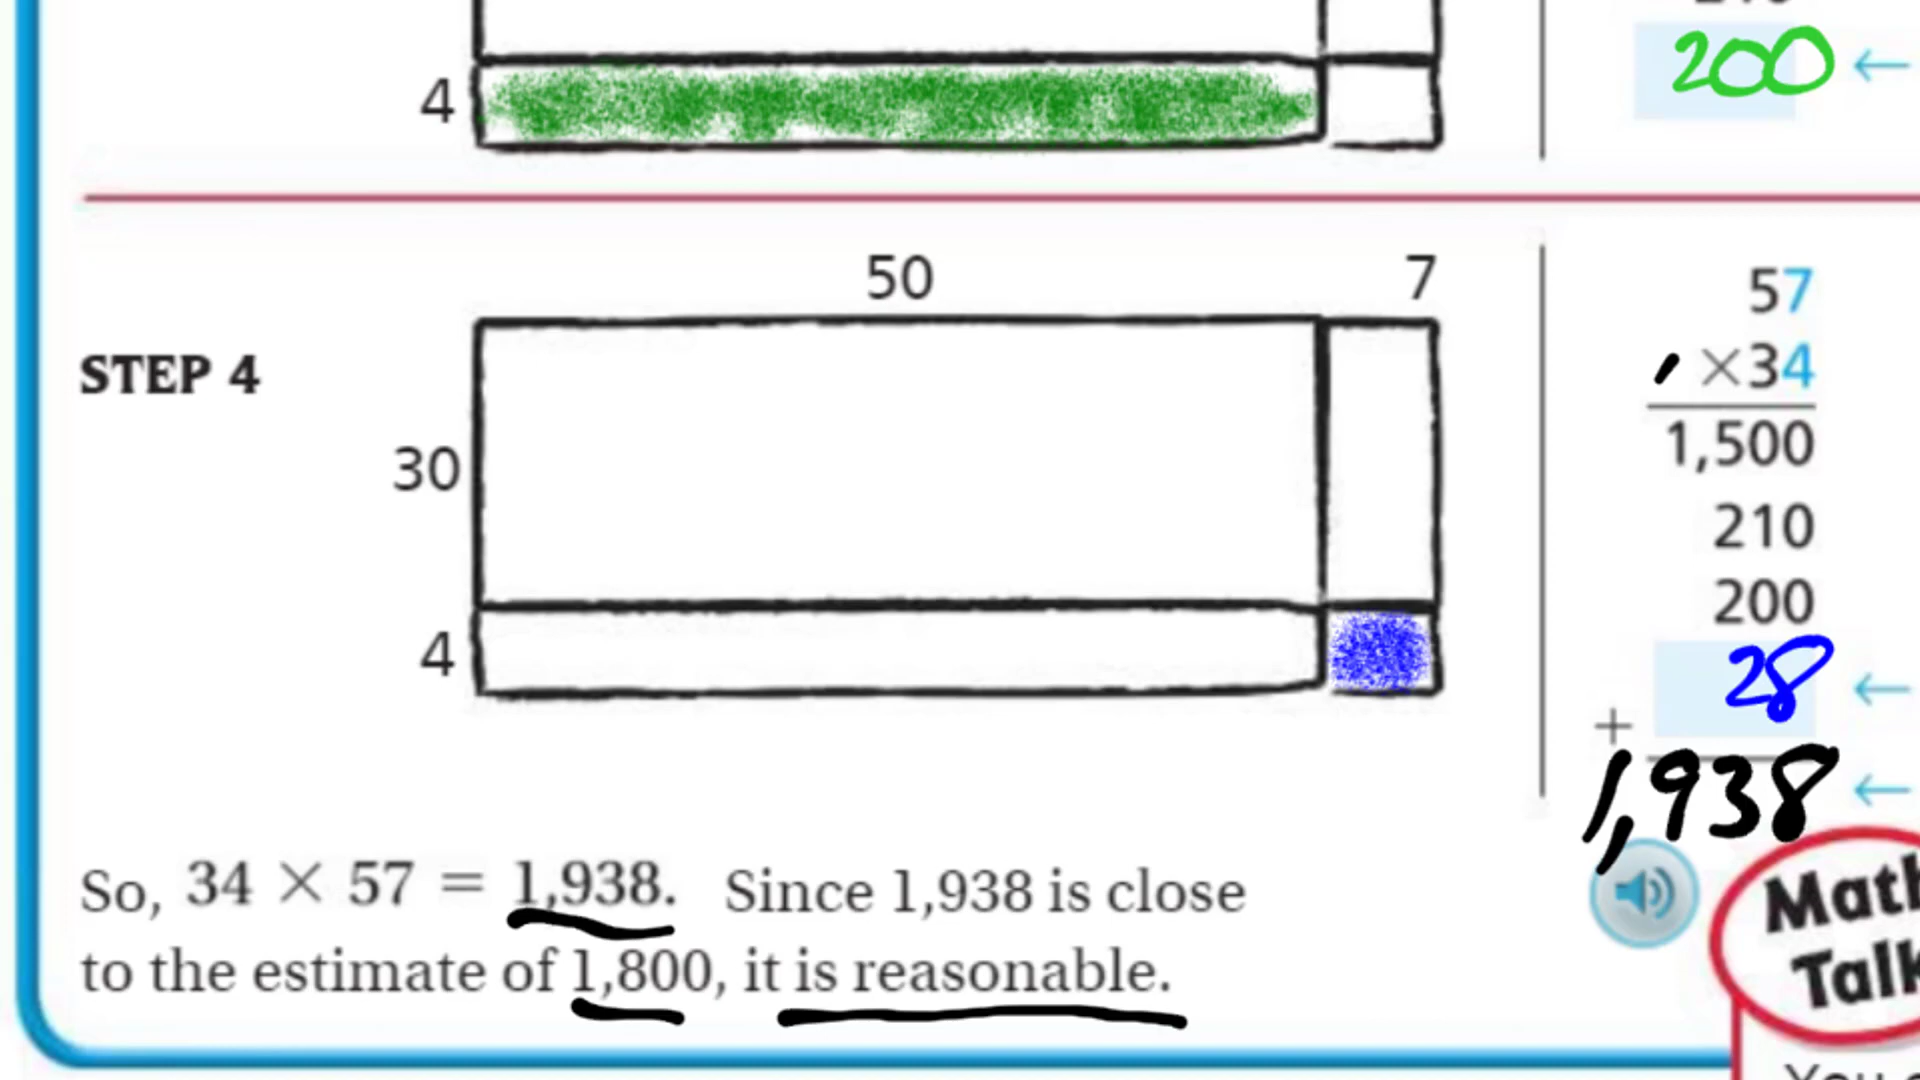 200 ←
4
50 7
57
STEP 4
×34
1,500
30
210
200
4
28 ←
+
1,938 ←
So, 34 × 57 = 1,938. Since 1,938 is close
to the estimate of 1,800, it is reasonable.
Math
Talk